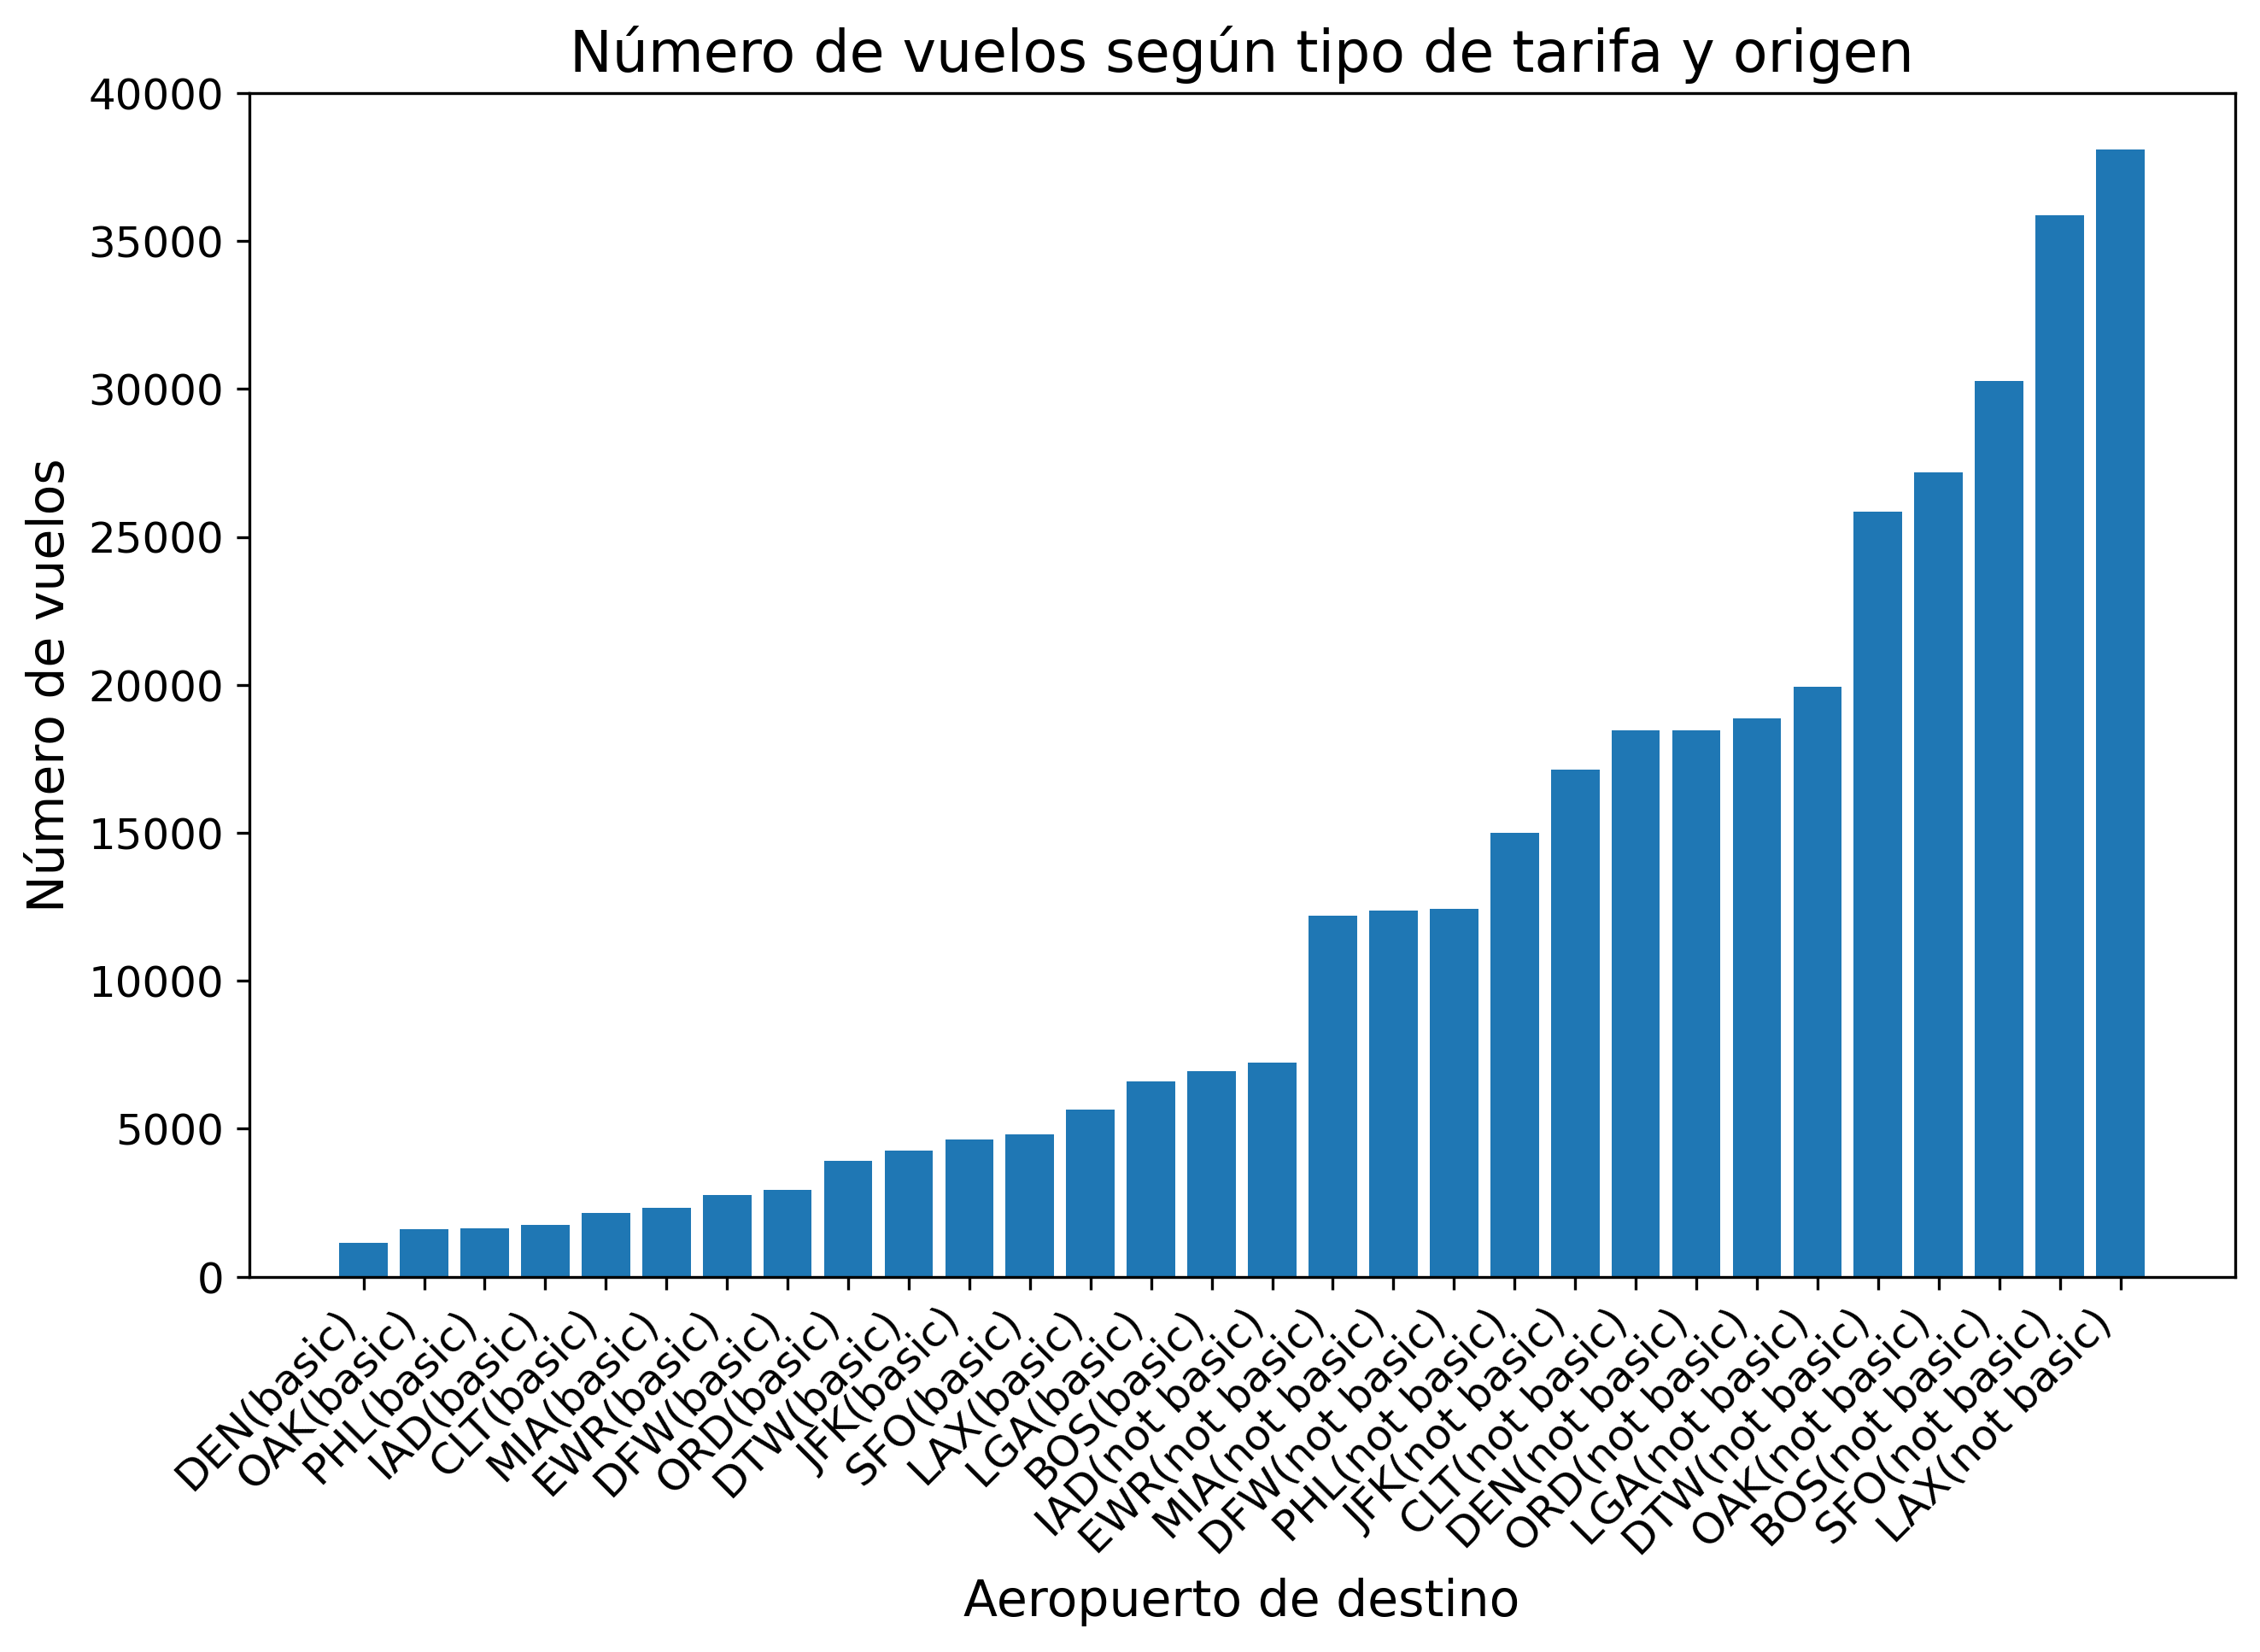 Número de vuelos según tipo de tarifa y origen
40000
35000
30000
25000
20000
15000
10000
5000
0
Número de vuelos
DEN(basic)
OAK(basic)
PHL(basic)
IAD(basic)
CLT(basic)
MIA(basic)
EWR(basic)
DFW(basic)
ORD(basic)
DTW(basic)
JFK(basic)
SFO(basic)
LAX(basic)
LGA(basic)
BOS(basic)
IAD(not basic)
EWR(not basic)
MIA(not basic)
DFW(not basic)
PHL(not basic)
JFK(not basic)
CLT(not basic)
DEN(not basic)
ORD(not basic)
LGA(not basic)
DTW(not basic)
OAK(not basic)
BOS(not basic)
SFO(not basic)
LAX(not basic)
Aeropuerto de destino